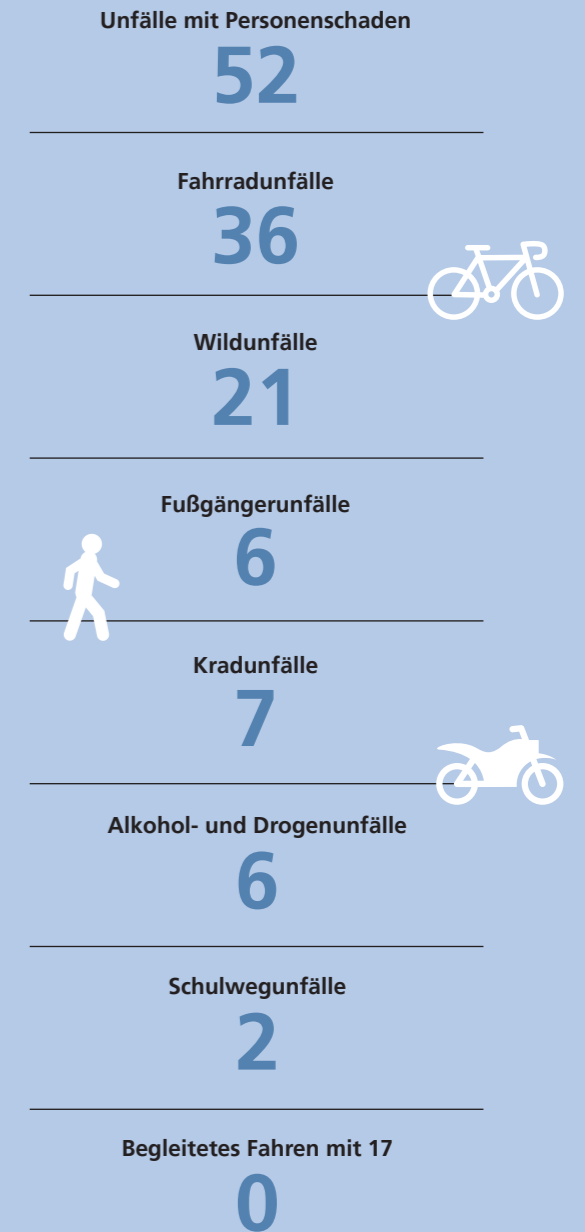 Unfälle mit Personenschaden
52
Fahrradunfälle
36
Wildunfälle
21
Fußgängerunfälle
6
Kradunfälle
7
Alkohol- und Drogenunfälle
6
Schulwegunfälle
2
Begleitetes Fahren mit 17
0